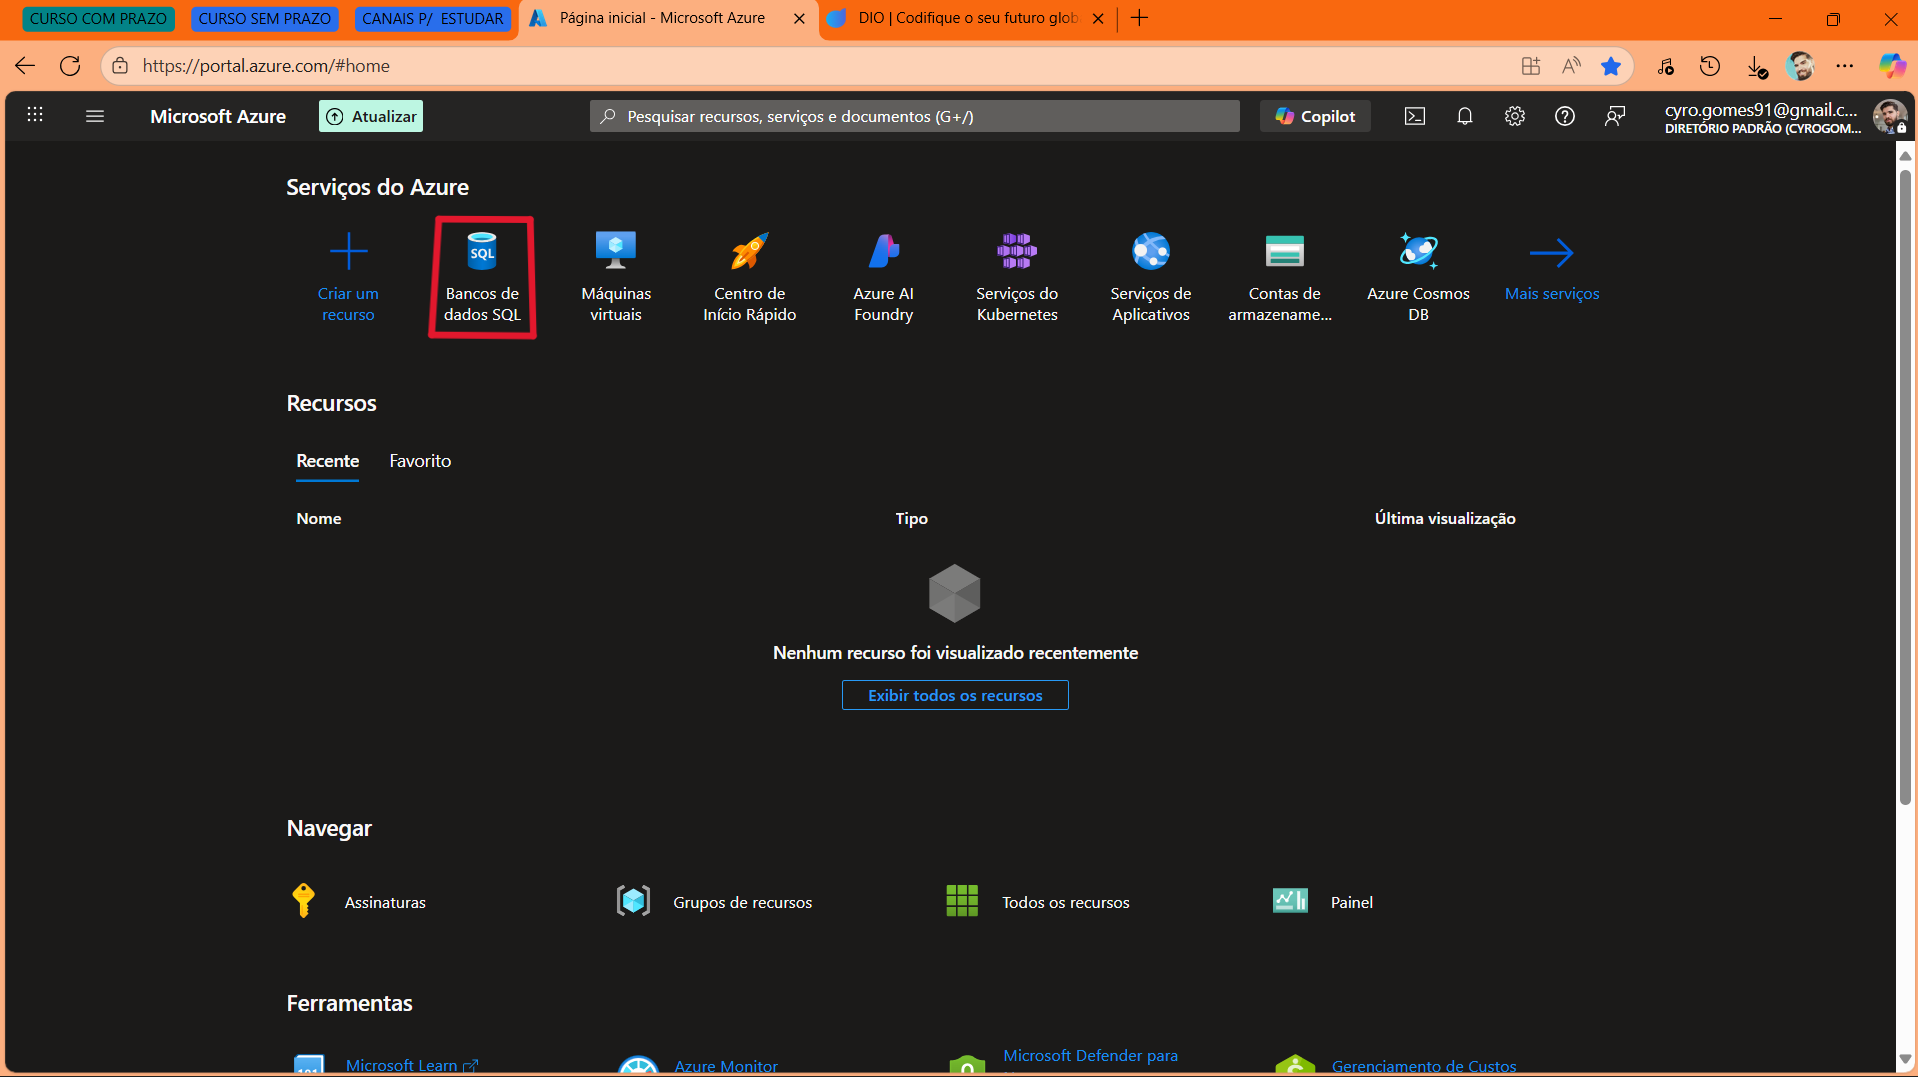 CURSO COM PRAZO
CURSO SEM PRAZO
CANAIS P/ ESTUDAR
Página inicial - Microsoft Azure
DIO | Codifique o seu futuro glob
https://portal.azure.com/#home
Microsoft Azure
Atualizar
Pesquisar recursos, serviços e documentos (G+/)
Copilot
cyro.gomes91@gmail.c...
DIRETÓRIO PADRÃO (CYROGOM...
Serviços do Azure
SQL
Criar um
recurso
Bancos de
dados SQL
Máquinas
virtuais
Centro de
Início Rápido
Azure AI
Foundry
Serviços do
Kubernetes
Serviços de
Aplicativos
Contas de
armazename...
Azure Cosmos
DB
Mais serviços
Recursos
Recente
Favorito
Nome
Tipo
Última visualização
Nenhum recurso foi visualizado recentemente
Exibir todos os recursos
Navegar
Assinaturas
Grupos de recursos
Todos os recursos
Painel
Ferramentas
Microsoft Learn
Azure Monitor
Microsoft Defender para
Gerenciamento de Custos